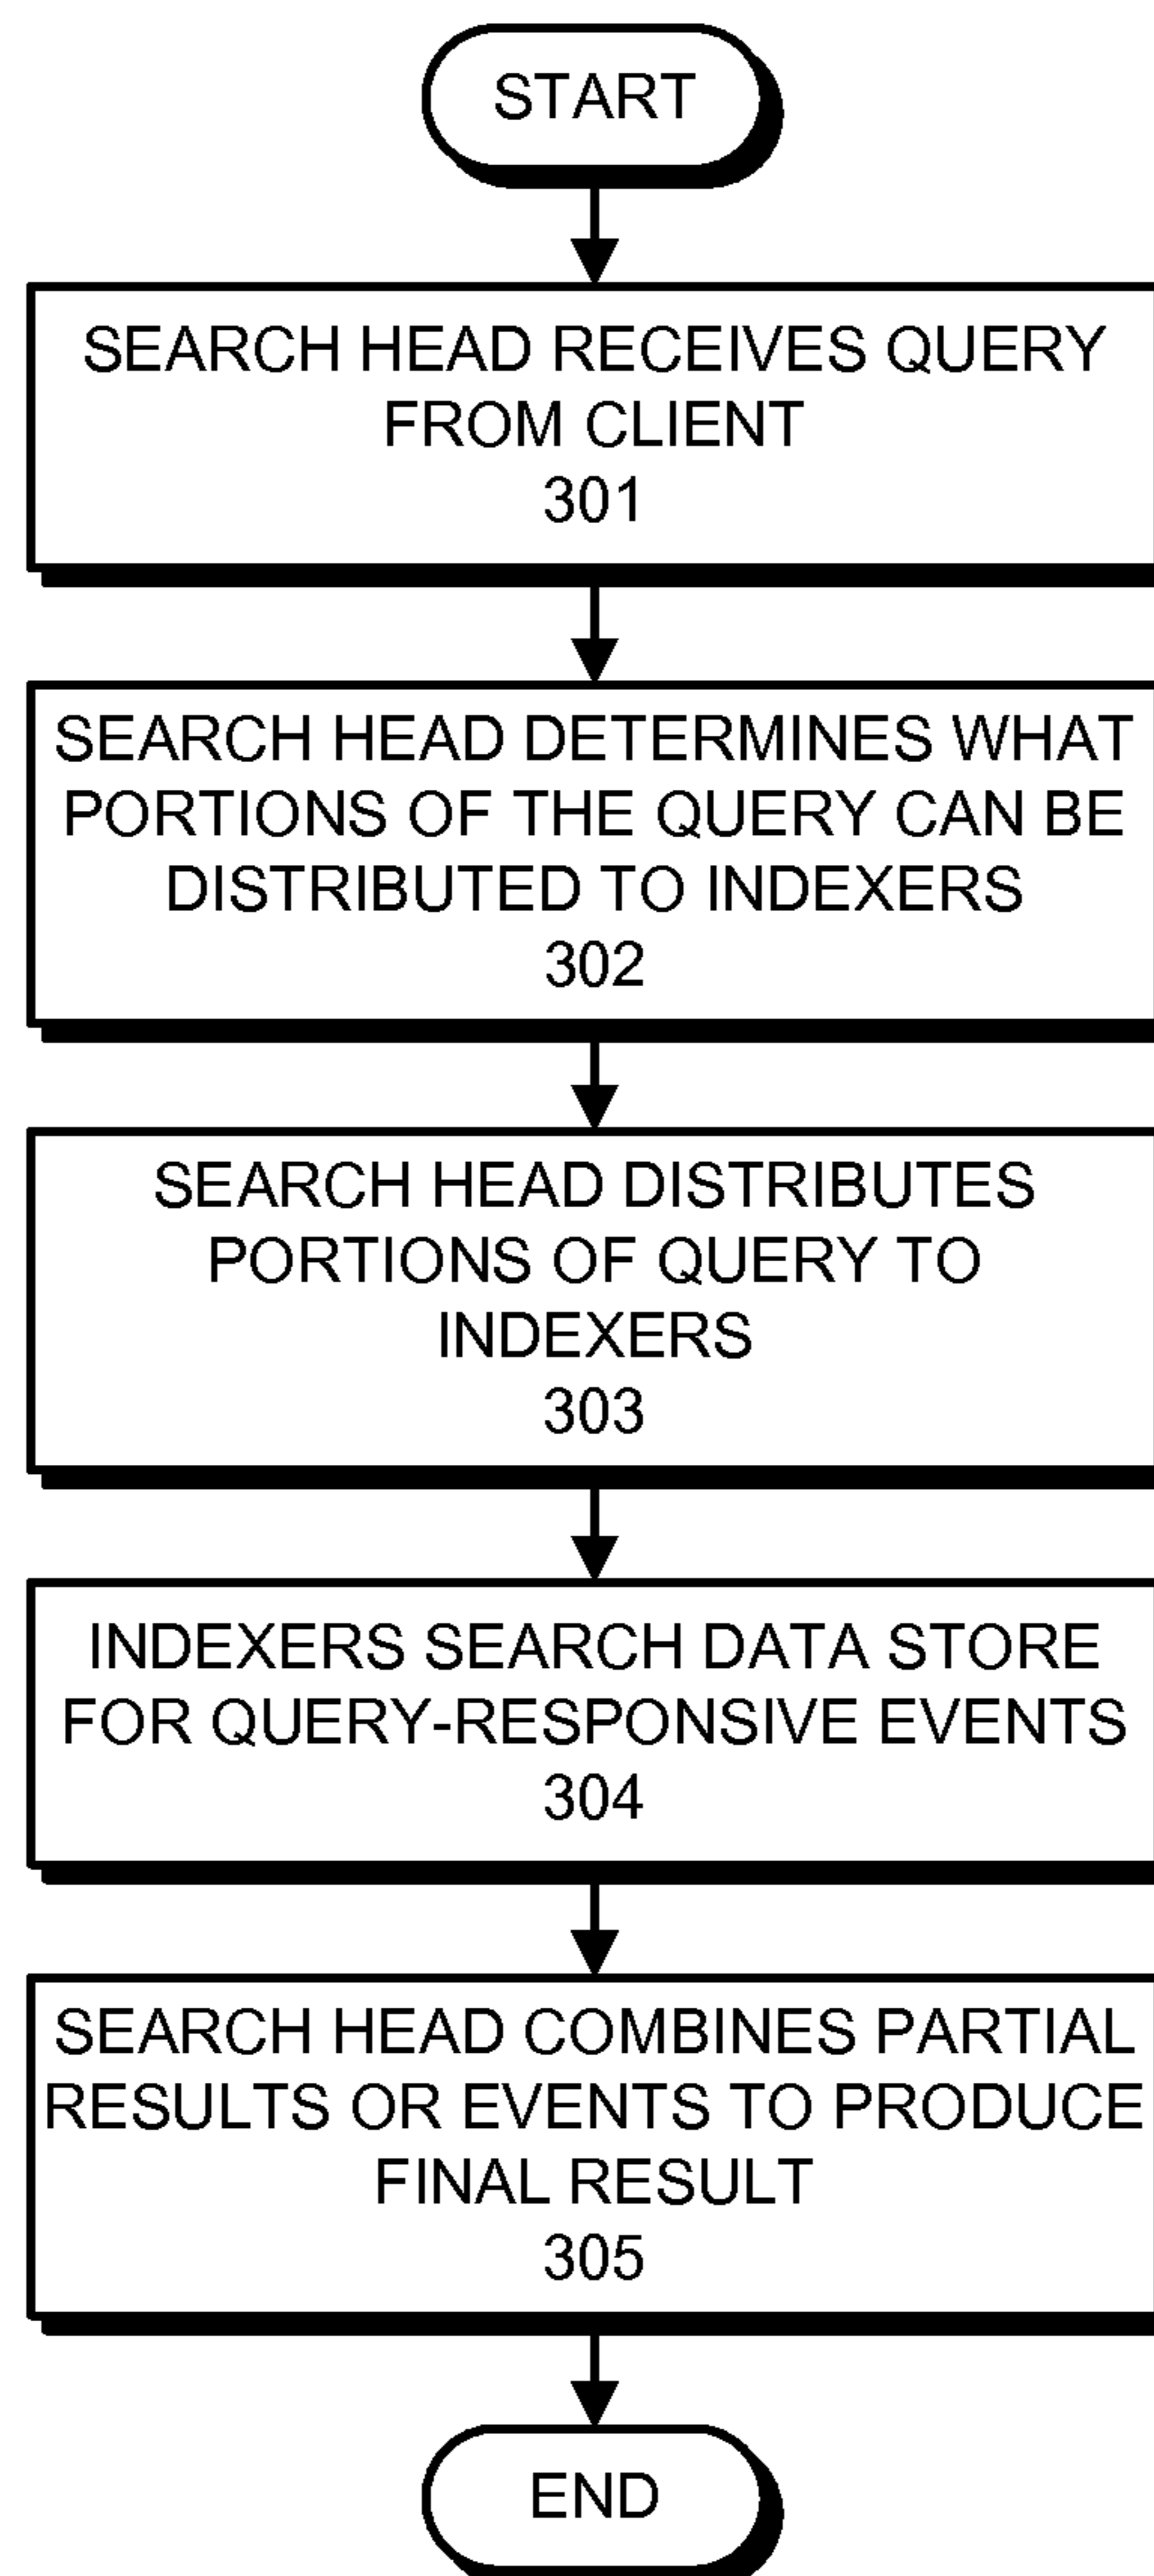 START
SEARCH HEAD RECEIVES QUERY
FROM CLIENT
301
SEARCH HEAD DETERMINES WHAT
PORTIONS OF THE QUERY CAN BE
DISTRIBUTED TO INDEXERS
302
SEARCH HEAD DISTRIBUTES
PORTIONS OF QUERY TO
INDEXERS
303
INDEXERS SEARCH DATA STORE
FOR QUERY-RESPONSIVE EVENTS
304
SEARCH HEAD COMBINES PARTIAL
RESULTS OR EVENTS TO PRODUCE
FINAL RESULT
305
END